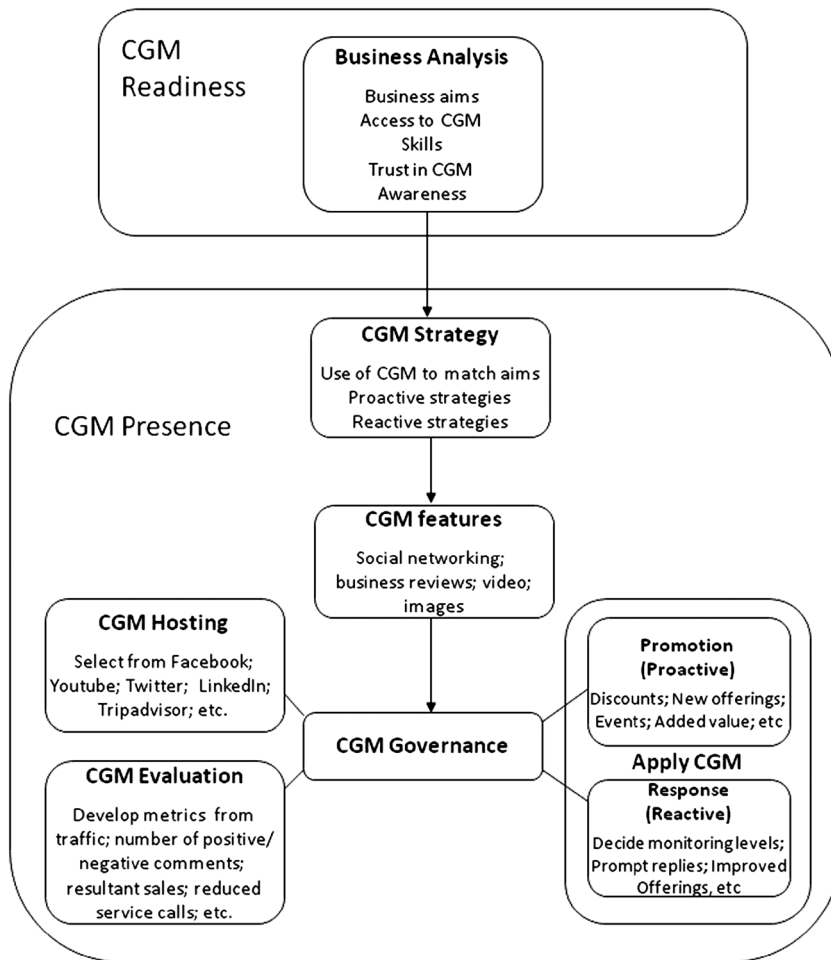 CGM
Readiness
Business Analysis
Business aims
Access to CGM
Skills
Trust in CGM
Awareness
CGM Presence
CGM Strategy
Use of CGM to match aims
Proactive strategies
Reactive strategies
CGM features
Social networking;
business reviews; video;
images
CGM Hosting
Select from Facebook;
Youtube; Twitter; LinkedIn;
Tripadvisor; etc.
CGM Governance
CGM Evaluation
Develop metrics from
traffic; number of positive/
negative comments;
resultant sales; reduced
service calls; etc.
Promotion
(Proactive)
Discounts; New offerings;
Events; Added value; etc
Apply CGM
Response
(Reactive)
Decide monitoring levels;
Prompt replies; Improved
Offerings, etc